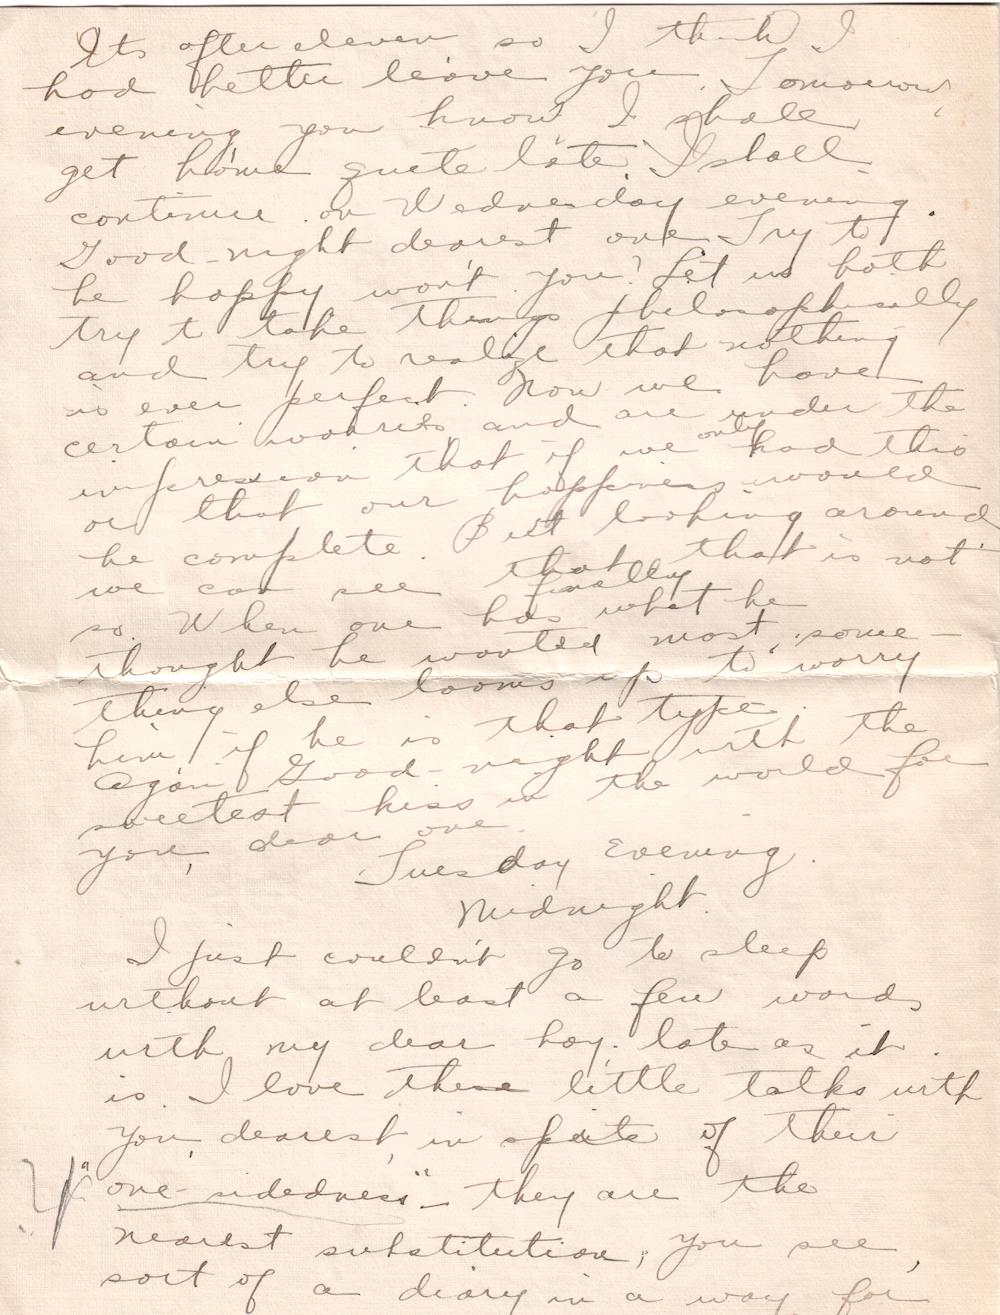 Its after eleven so I think I
had better leave you. Tomorrow
evening you know I shall
get home quite late. I shall
continue on Wednesday evening.
Good-night dearest one. Try to
be happy won't you? Let us both
try to take things philosophically
and try to realize that nothing
is ever perfect. Now we have
certain worries and are under the
impression that if we only had this
or that our happiness would
be complete. But looking around
we can see that that is not
so. When one has finally what he
thought he wanted most, some-
thing else looms up to worry
him, if he is that type.
Again Good-night with the
sweetest kiss in the world for
you, dear one.
Tuesday Evening.
Midnight.
I just couldn't go to sleep
without at least a few words
with my dear boy, late as it
is. I love these little talks with
you, dearest, in spite of their
"one-sidedness" - they are the
nearest substitution, you see,
sort of a diary in a way for